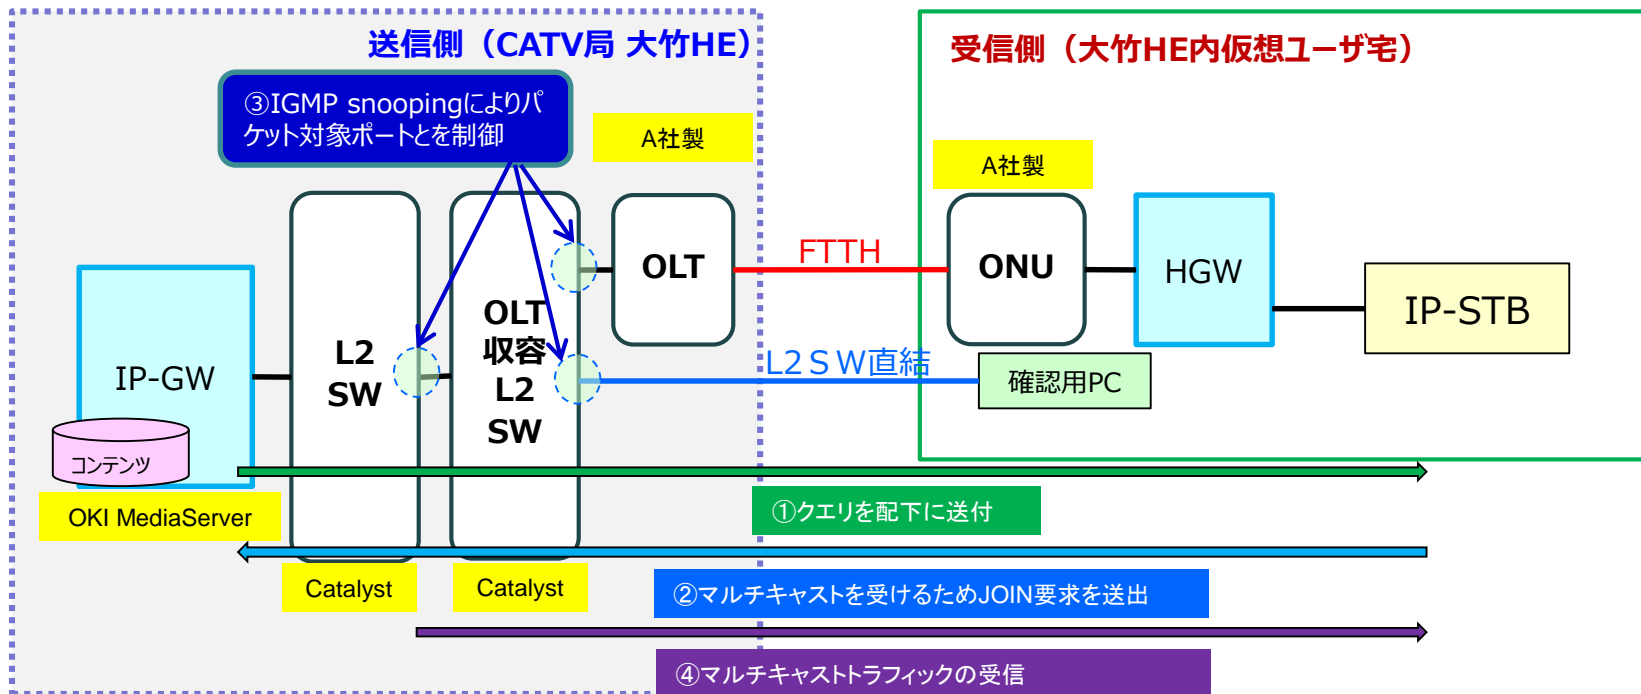 送信側（CATV局 大竹HE）
受信側（大竹HE内仮想ユーザ宅）
③IGMP snoopingによりパ
ケット対象ポートとを制御
A社製
A社製
IP-GW
コンテンツ
OKI MediaServer
L2
SW
Catalyst
OLT
収容
L2
SW
Catalyst
OLT
FTTH
L2ＳＷ直結
ONU
HGW
IP-STB
確認用PC
①クエリを配下に送付
②マルチキャストを受けるためJOIN要求を送出
④マルチキャストトラフィックの受信